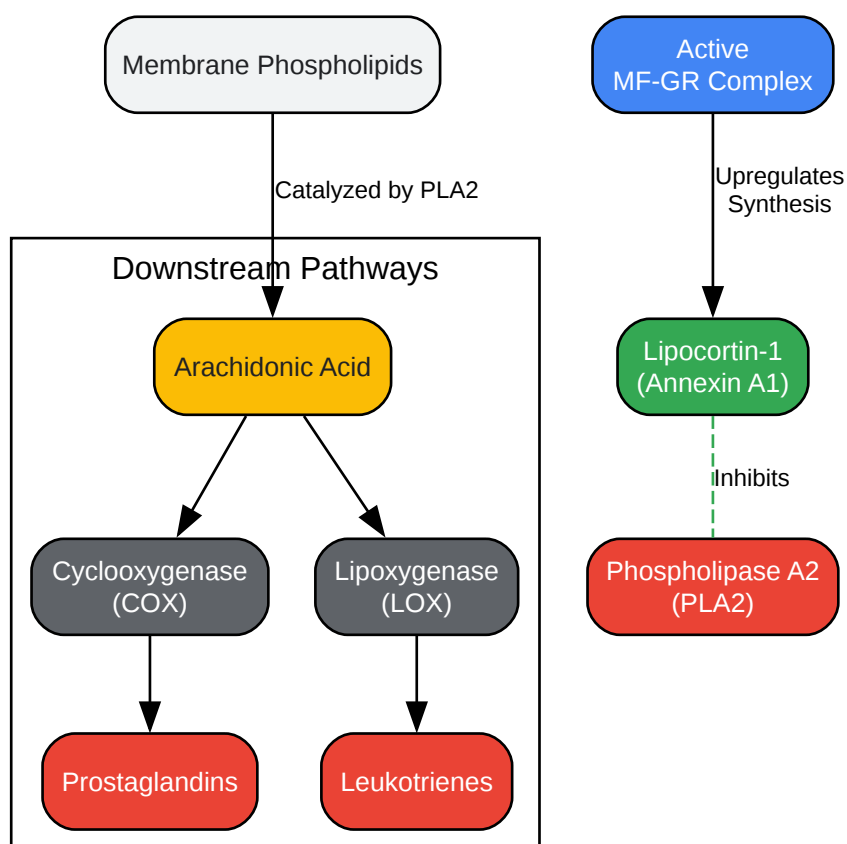 Membrane Phospholipids
Active
MF-GR Complex
Catalyzed by PLA2
Upregulates
Synthesis
Downstream Pathways
Arachidonic Acid
Lipocortin-1
(Annexin A1)
Inhibits
Cyclooxygenase
(COX)
Lipoxygenase
(LOX)
Phospholipase A2
(PLA2)
Prostaglandins
Leukotrienes